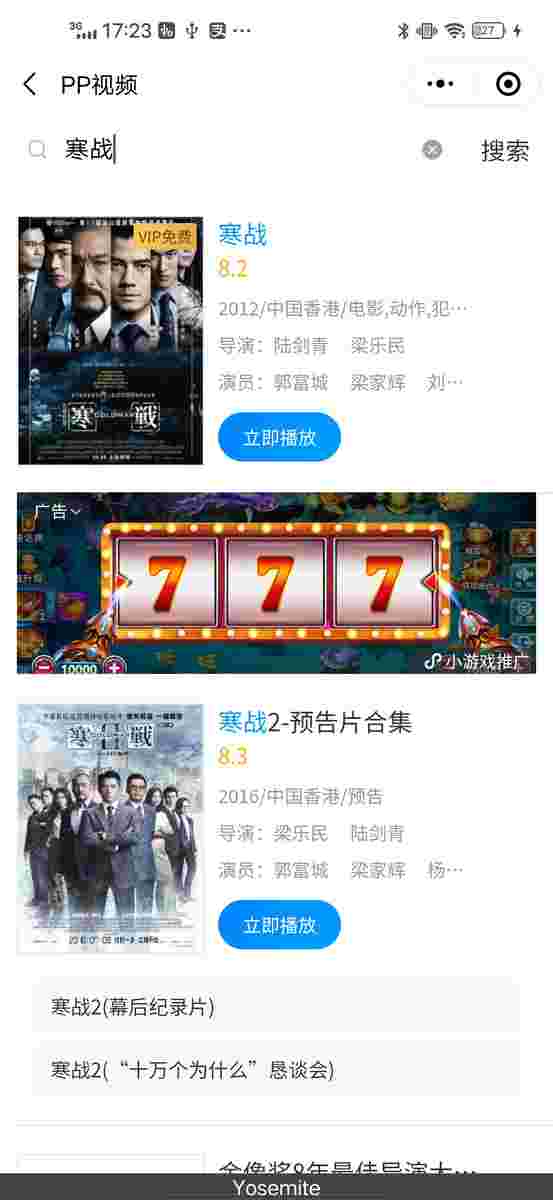 3G 17:23 27
PP视频
寒战 搜索
VIP免费
寒战
8.2
2012/中国香港/电影,动作,犯…
导演：陆剑青 梁乐民
演员：郭富城 梁家辉 刘…
寒 COLD WAR 戰
立即播放
广告
7 7 7
10000
小游戏推广
寒战2-预告片合集
8.3
2016/中国香港/预告
导演：梁乐民 陆剑青
演员：郭富城 梁家辉 杨…
寒 戰
立即播放
寒战2(幕后纪录片)
寒战2(“十万个为什么”恳谈会)
Yosemite